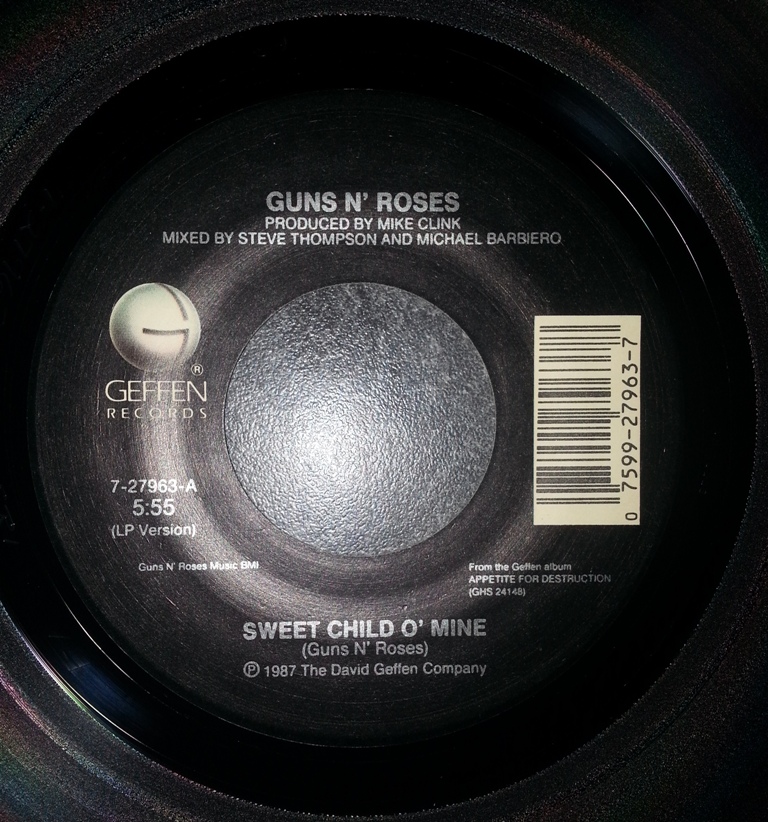 GUNS N' ROSES
PRODUCED BY MIKE CLINK
MIXED BY STEVE THOMPSON AND MICHAEL BARBIERO
®
GEFFEN
RECORDS
0 7599-27963-7
7-27963-A
5:55
(LP Version)
Guns N' Roses Music BMI
From the Geffen album
APPETITE FOR DESTRUCTION
(GHS 24148)
SWEET CHILD O' MINE
(Guns N' Roses)
℗ 1987 The David Geffen Company